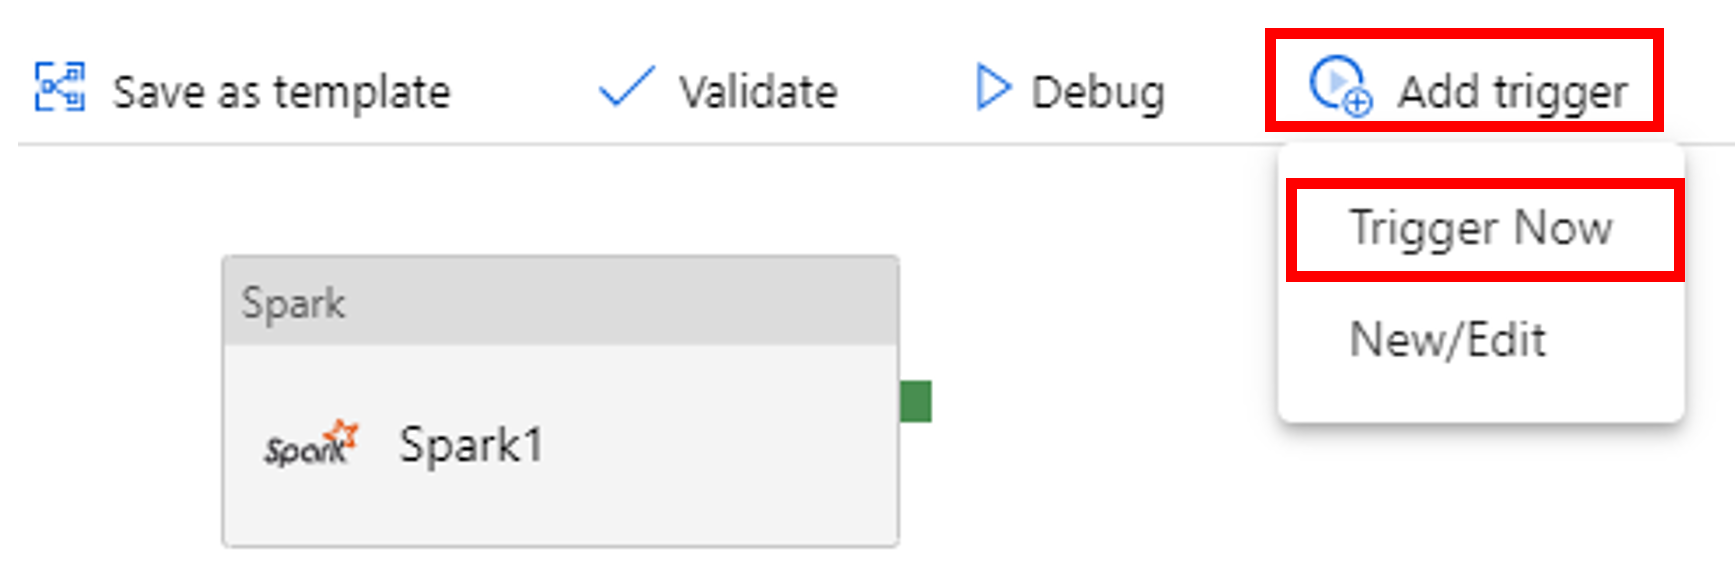 Save as template Validate Debug Add trigger
Trigger Now
New/Edit
Spark
Spark Spark1